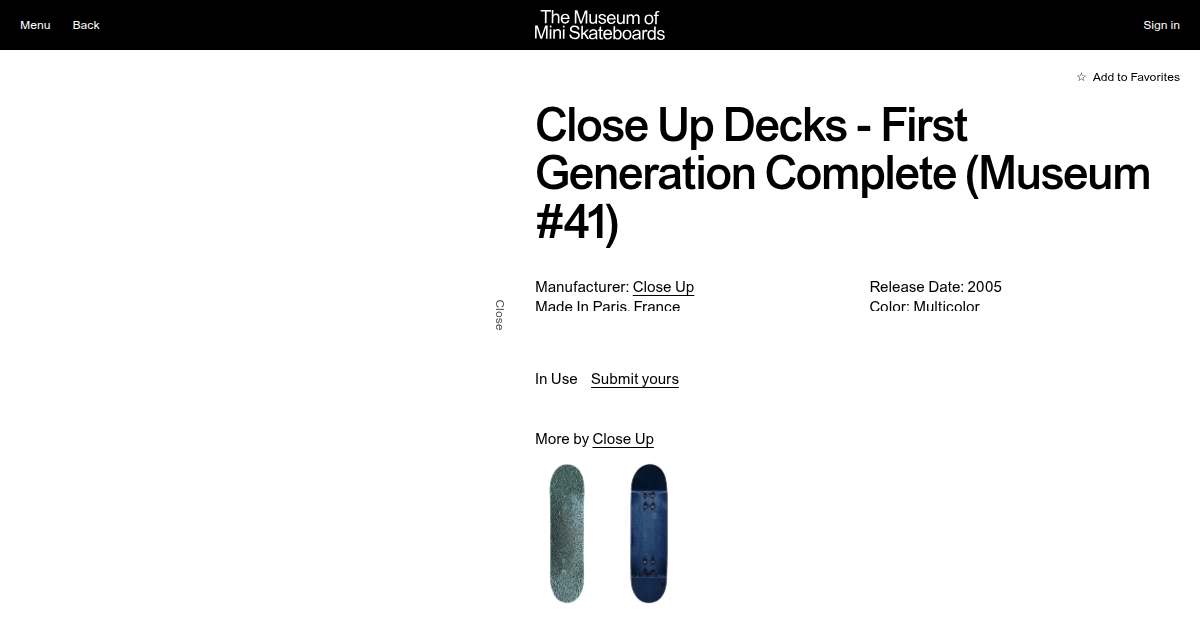 Menu Back
The Museum of
Mini Skateboards
Sign in
☆ Add to Favorites
Close Up Decks - First
Generation Complete (Museum
#41)
Manufacturer: Close Up
Release Date: 2005
Made In Paris, France
Color: Multicolor
Close
In Use Submit yours
More by Close Up